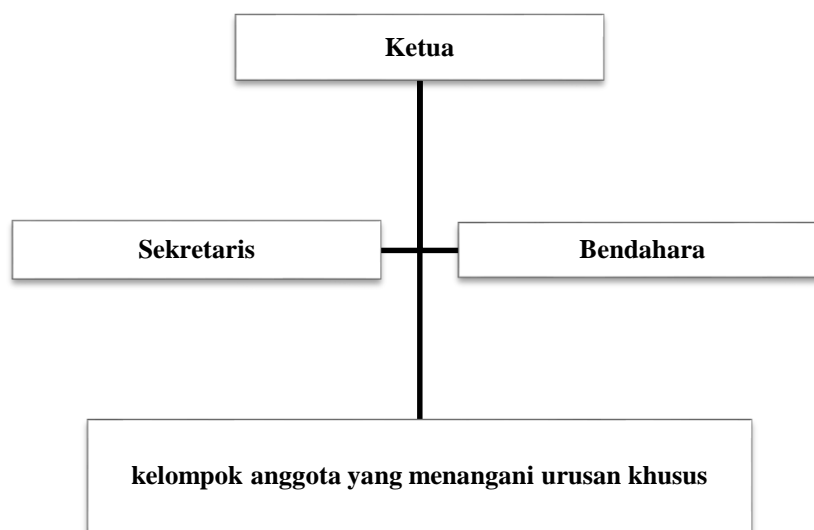 Ketua
Sekretaris
Bendahara
kelompok anggota yang menangani urusan khusus